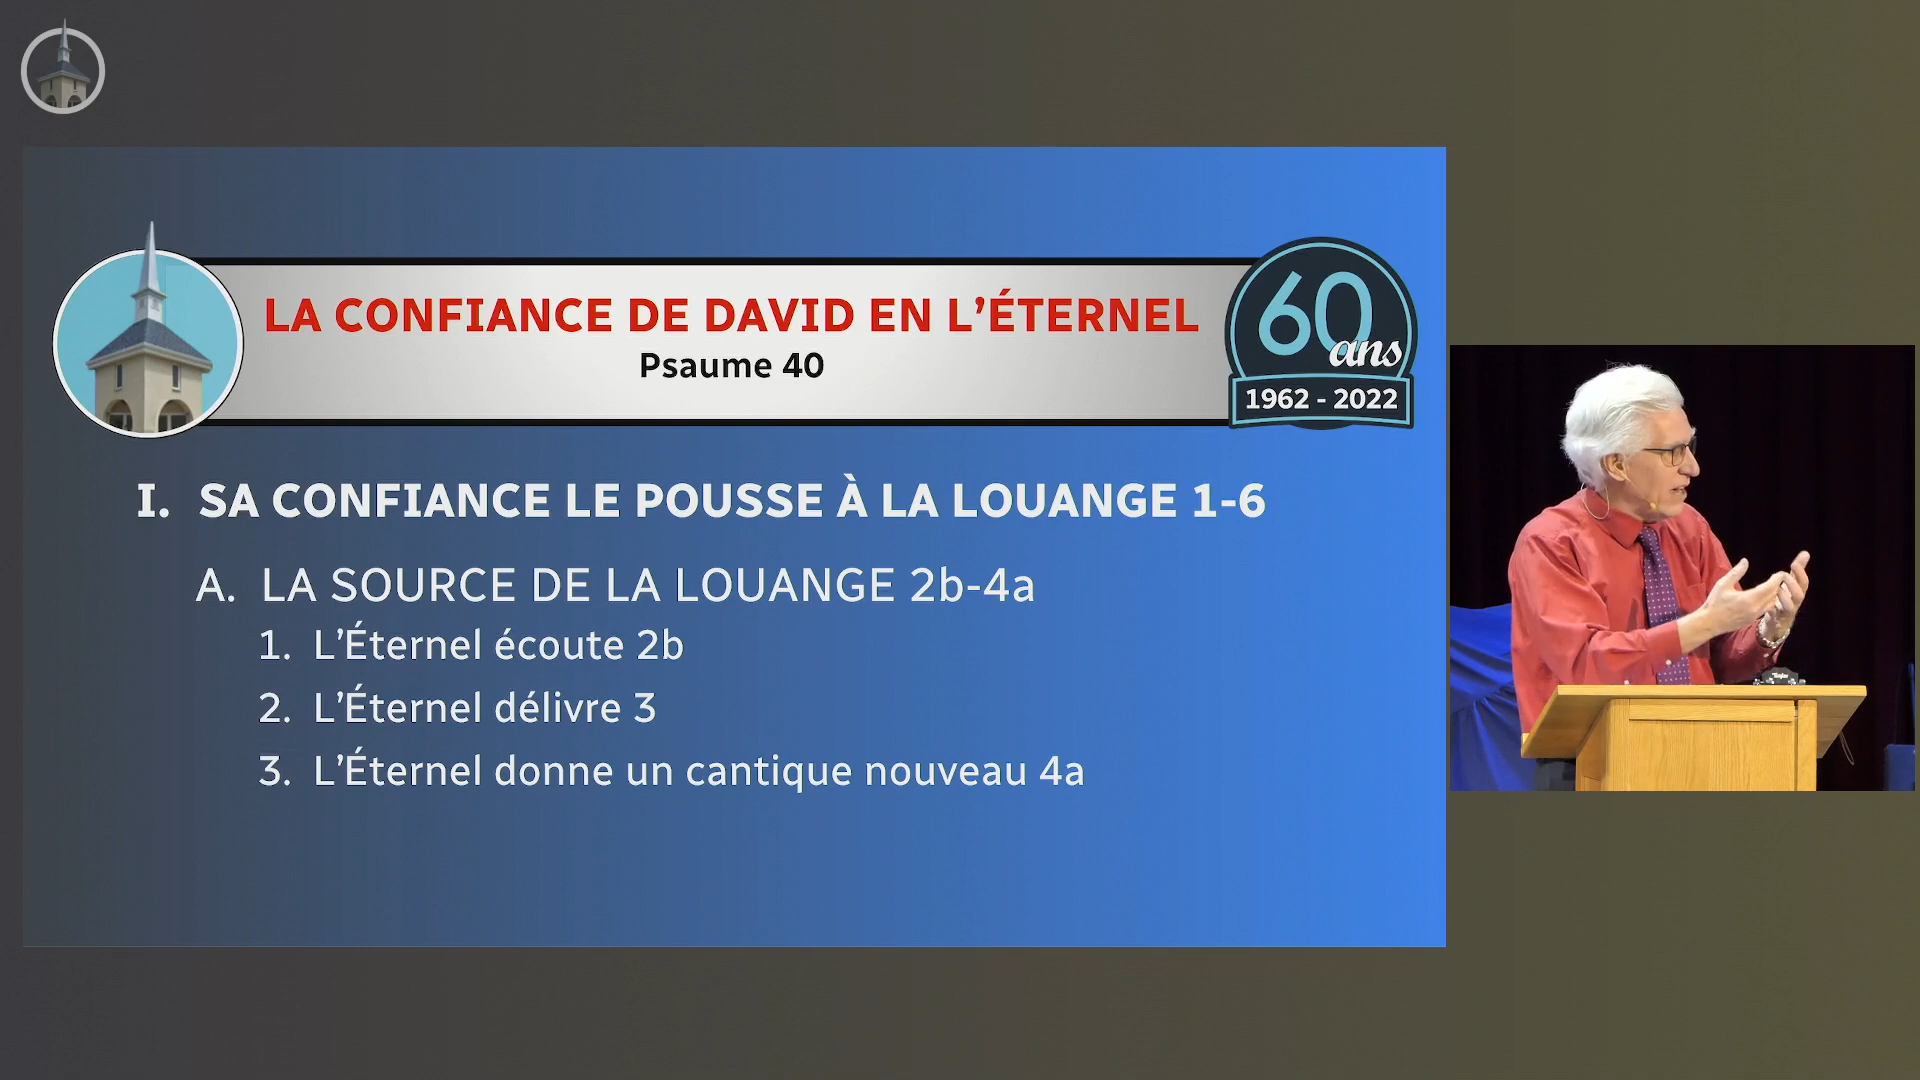 LA CONFIANCE DE DAVID EN L’ÉTERNEL
Psaume 40
60
ans
1962 - 2022
I. SA CONFIANCE LE POUSSE À LA LOUANGE 1-6
A. LA SOURCE DE LA LOUANGE 2b-4a
1. L’Éternel écoute 2b
2. L’Éternel délivre 3
3. L’Éternel donne un cantique nouveau 4a